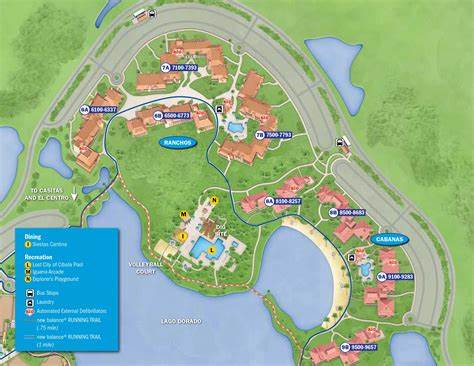 7A 7100-7393
6A 6100-6337
6B 6500-6773
7B 7500-7793
RANCHOS
8A 8100-8257
8B 8500-8683
CABANAS
9A 9100-9283
9B 9500-9657
TO CASITAS
AND EL CENTRO
N
M
I
L
DIG
SITE
VOLLEYBALL
COURT
LAGO DORADO
Dining
I Siestas Cantina
Recreation
L Lost City of Cibola Pool
M Iguana Arcade
N Explorer's Playground
Bus Stops
Laundry
AED Automated External Defibrillators
new balance® RUNNING TRAIL
(.75 mile)
new balance® RUNNING TRAIL
(1 mile)